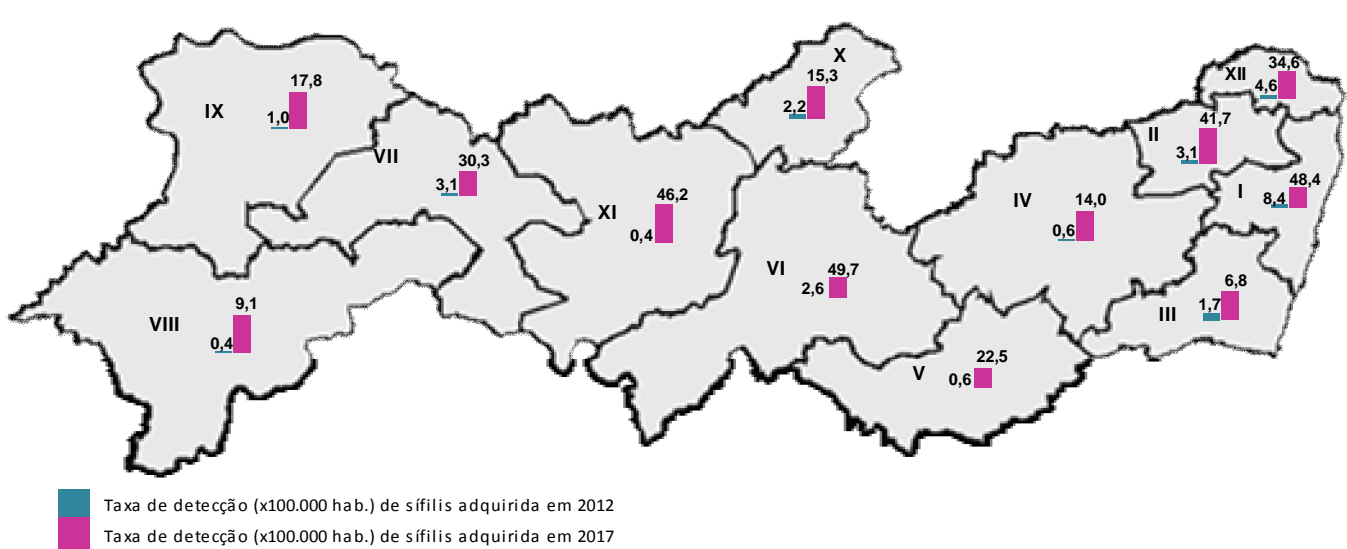 X
XII
34,6
4,6
17,8
IX
1,0
15,3
2,2
II
41,7
3,1
VII
30,3
3,1
I
48,4
8,4
XI
46,2
0,4
IV
14,0
0,6
VI
49,7
2,6
6,8
III
1,7
9,1
VIII
0,4
22,5
V
0,6
Taxa de detecção (x100.000 hab.) de sífilis adquirida em 2012
Taxa de detecção (x100.000 hab.) de sífilis adquirida em 2017